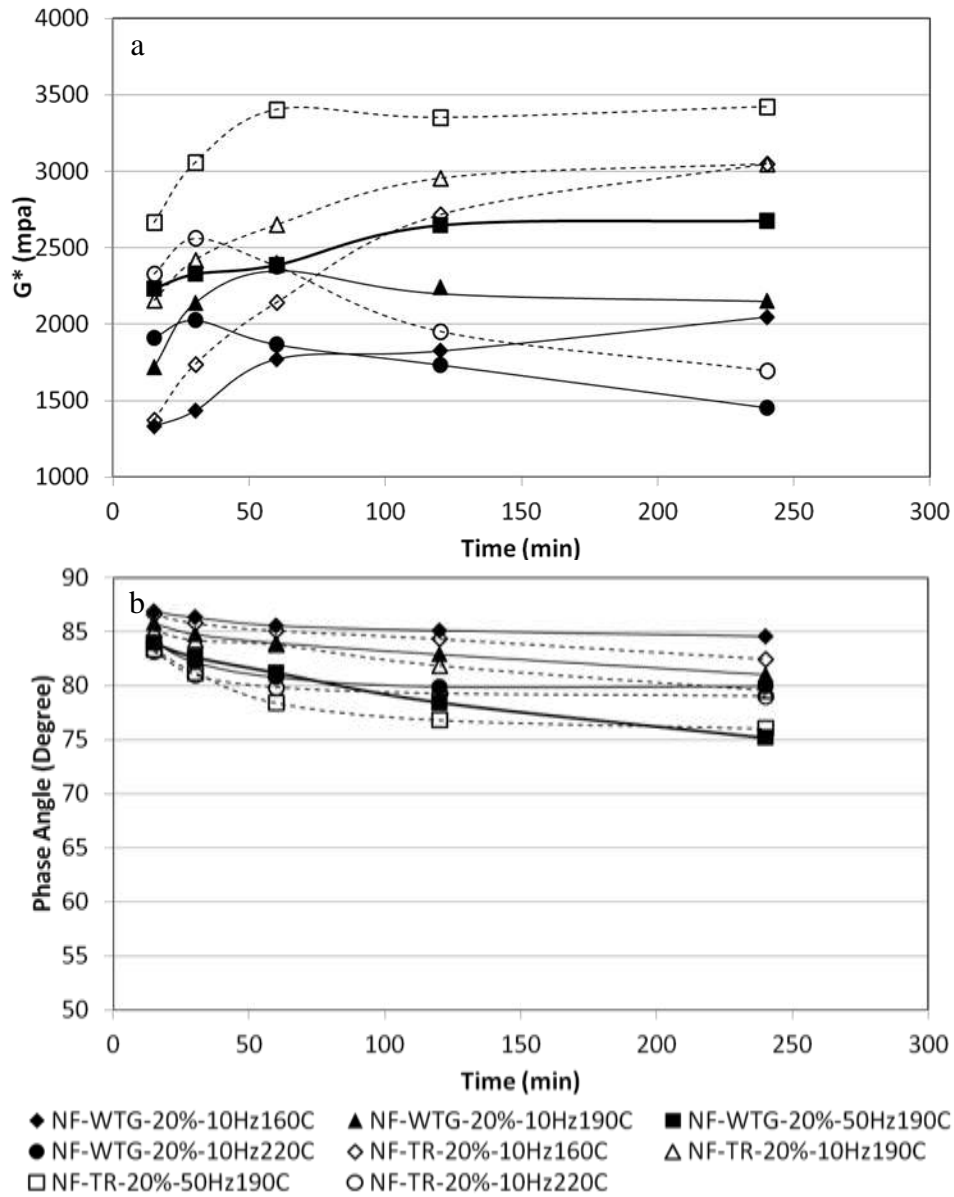 a
4000
3500
3000
2500
2000
1500
1000
G* (mpa)
0 50 100 150 200 250 300
Time (min)
b
90
85
80
75
70
65
60
55
50
Phase Angle (Degree)
0 50 100 150 200 250 300
Time (min)
NF-WTG-20%-10Hz160C NF-WTG-20%-10Hz190C NF-WTG-20%-50Hz190C
NF-WTG-20%-10Hz220C NF-TR-20%-10Hz160C NF-TR-20%-10Hz190C
NF-TR-20%-50Hz190C NF-TR-20%-10Hz220C